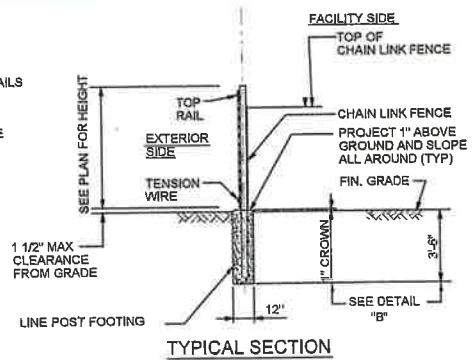 FACILITY SIDE
TOP OF
CHAIN LINK FENCE
AILS
SEE PLAN FOR HEIGHT
TOP
RAIL
CHAIN LINK FENCE
EXTERIOR
SIDE
PROJECT 1" ABOVE
GROUND AND SLOPE
ALL AROUND (TYP)
TENSION
WIRE
FIN. GRADE
1 1/2" MAX
CLEARANCE
FROM GRADE
1" CROWN
3'-6"
LINE POST FOOTING
12"
SEE DETAIL
"B"
TYPICAL SECTION